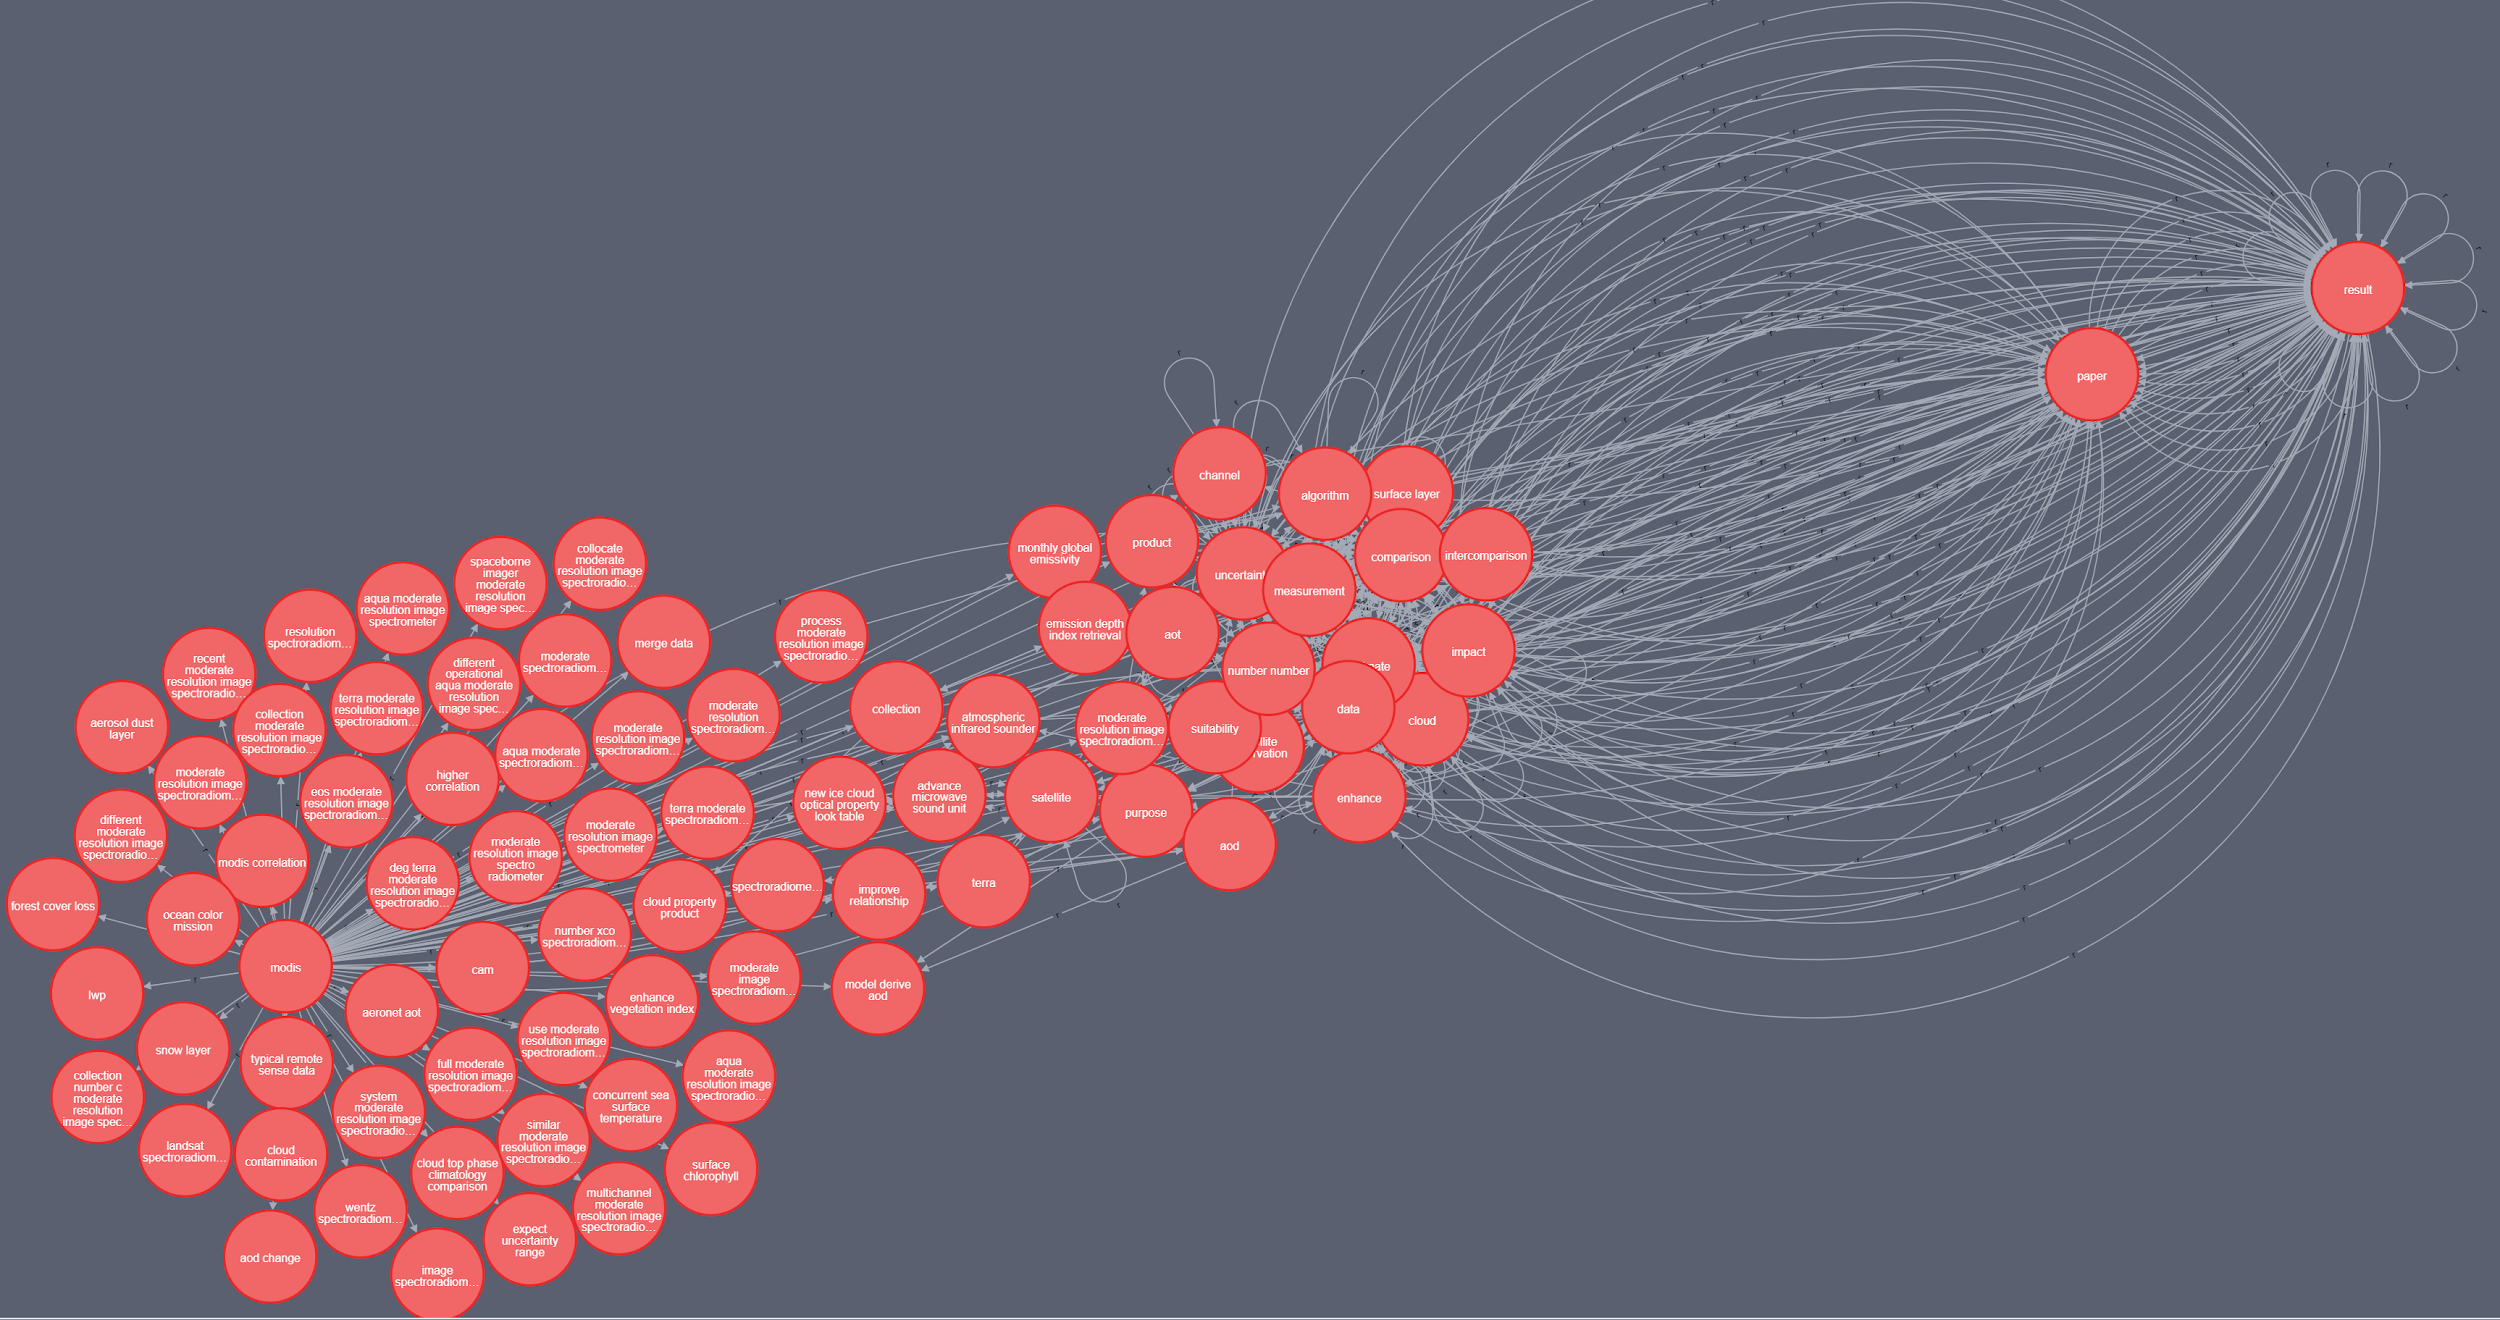 result
paper
channel
algorithm
surface layer
product
monthly global
emissivity
comparison
intercomparison
uncertaint
measurement
collocate
moderate
resolution image
spectroradio...
spaceborne
imager
moderate
resolution
image spec...
aqua moderate
resolution image
spectrometer
resolution
spectroradiom...
merge data
process
moderate
resolution image
spectroradio...
emission depth
index retrieval
aot
number number
impact
recent
moderate
resolution image
spectroradio...
different
operational
aqua moderate
resolution
image spec...
moderate
spectroradiom...
terra moderate
resolution image
spectroradiom...
aerosol dust
layer
collection
moderate
resolution image
spectroradio...
moderate
resolution image
spectroradiom...
moderate
resolution
spectroradiom...
collection
atmospheric
infrared sounder
moderate
resolution image
spectroradiom...
suitability
data
cloud
moderate
resolution image
spectroradiom...
higher
correlation
aqua moderate
spectroradiom...
eos moderate
resolution image
spectroradiom...
terra moderate
spectroradiom...
new ice cloud
optical property
look table
advance
microwave
sound unit
satellite
purpose
enhance
different
moderate
resolution image
spectroradio...
modis correlation
moderate
resolution image
spectro
radiometer
moderate
resolution image
spectrometer
aod
deg terra
moderate
resolution image
spectroradio...
spectroradiome...
improve
relationship
terra
forest cover loss
ocean color
mission
cloud property
product
number xco
spectroradiom...
modis
cam
moderate
image
spectroradiom...
model derive
aod
lwp
aeronet aot
enhance
vegetation index
snow layer
typical remote
sense data
use moderate
resolution image
spectroradiom...
full moderate
resolution image
spectroradiom...
aqua
moderate
resolution image
spectroradio...
collection
number c
moderate
resolution
image spec...
system
moderate
resolution image
spectroradio...
concurrent sea
surface
temperature
similar
moderate
resolution image
spectroradio...
landsat
spectroradiom...
cloud
contamination
cloud top phase
climatology
comparison
surface
chlorophyll
wentz
spectroradiom...
multichannel
moderate
resolution image
spectroradio...
expect
uncertainty
range
aod change
image
spectroradiom...